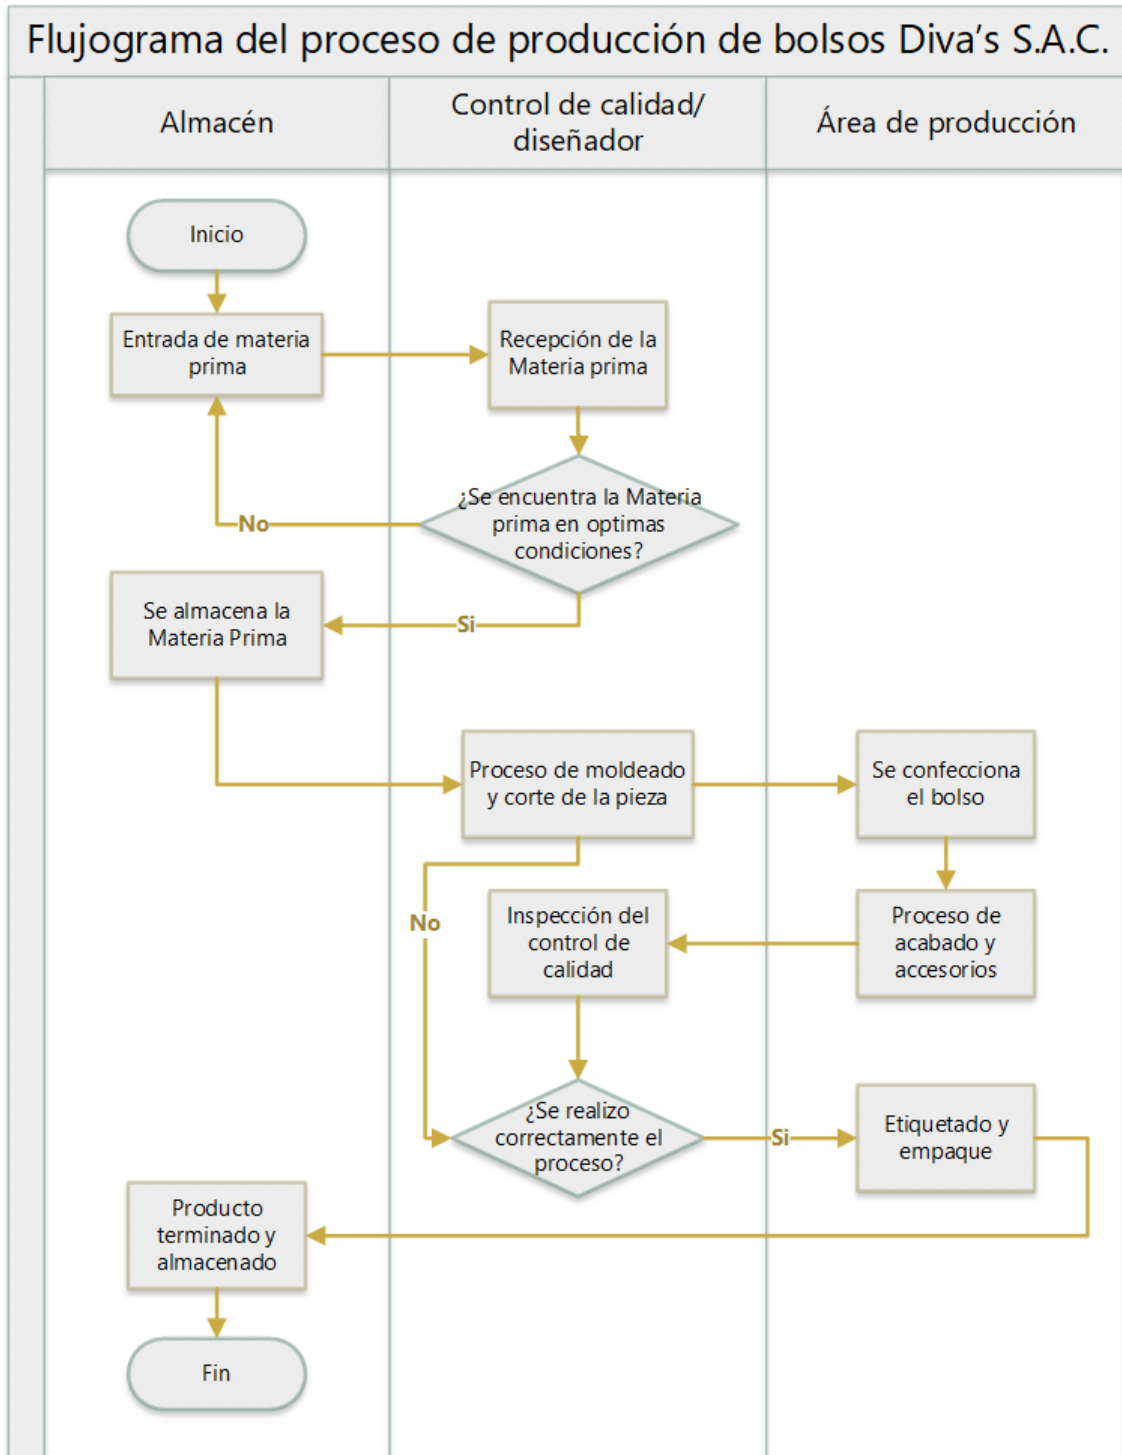 Flujograma del proceso de producción de bolsos Diva's S.A.C.
Almacén
Control de calidad/
diseñador
Área de producción
Inicio
Entrada de materia
prima
Recepción de la
Materia prima
¿Se encuentra la Materia
prima en optimas
condiciones?
No
Se almacena la
Materia Prima
Si
Proceso de moldeado
y corte de la pieza
Se confecciona
el bolso
No
Inspección del
control de
calidad
Proceso de
acabado y
accesorios
¿Se realizo
correctamente el
proceso?
Si
Etiquetado y
empaque
Producto
terminado y
almacenado
Fin